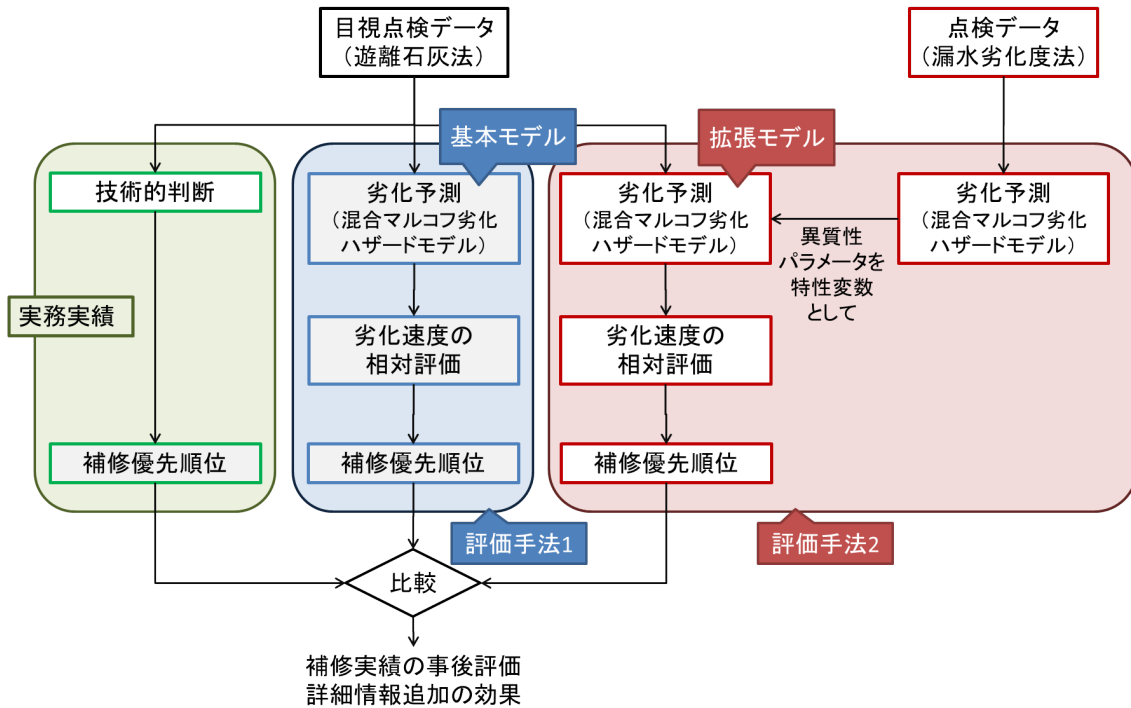 目視点検データ
（遊離石灰法）
点検データ
（漏水劣化度法）
基本モデル
拡張モデル
技術的判断
劣化予測
（混合マルコフ劣化
ハザードモデル）
劣化予測
（混合マルコフ劣化
ハザードモデル）
異質性
パラメータを
特性変数
として
劣化予測
（混合マルコフ劣化
ハザードモデル）
実務実績
劣化速度の
相対評価
劣化速度の
相対評価
補修優先順位
補修優先順位
補修優先順位
評価手法1
評価手法2
比較
補修実績の事後評価
詳細情報追加の効果